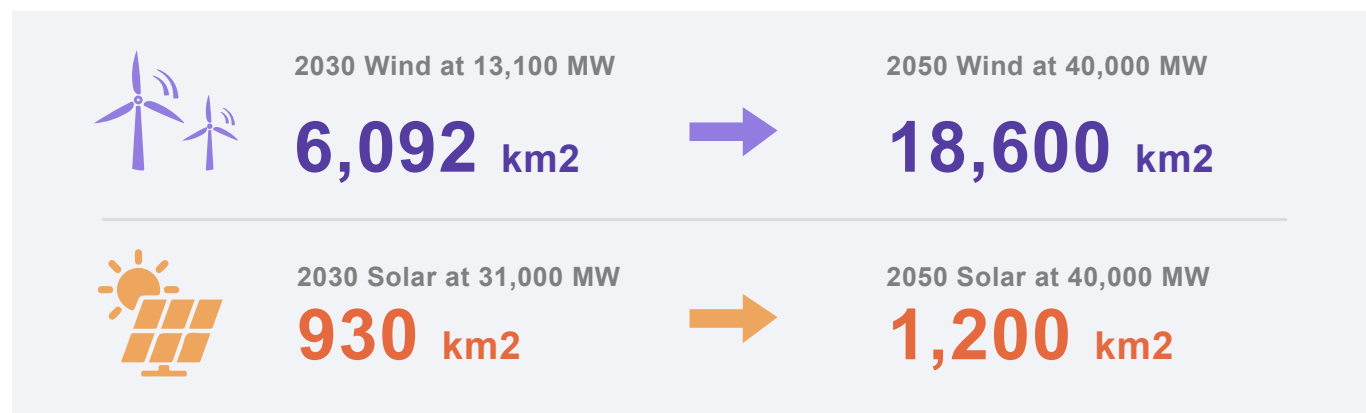 2030 Wind at 13,100 MW
6,092 km2
2050 Wind at 40,000 MW
18,600 km2
2030 Solar at 31,000 MW
930 km2
2050 Solar at 40,000 MW
1,200 km2